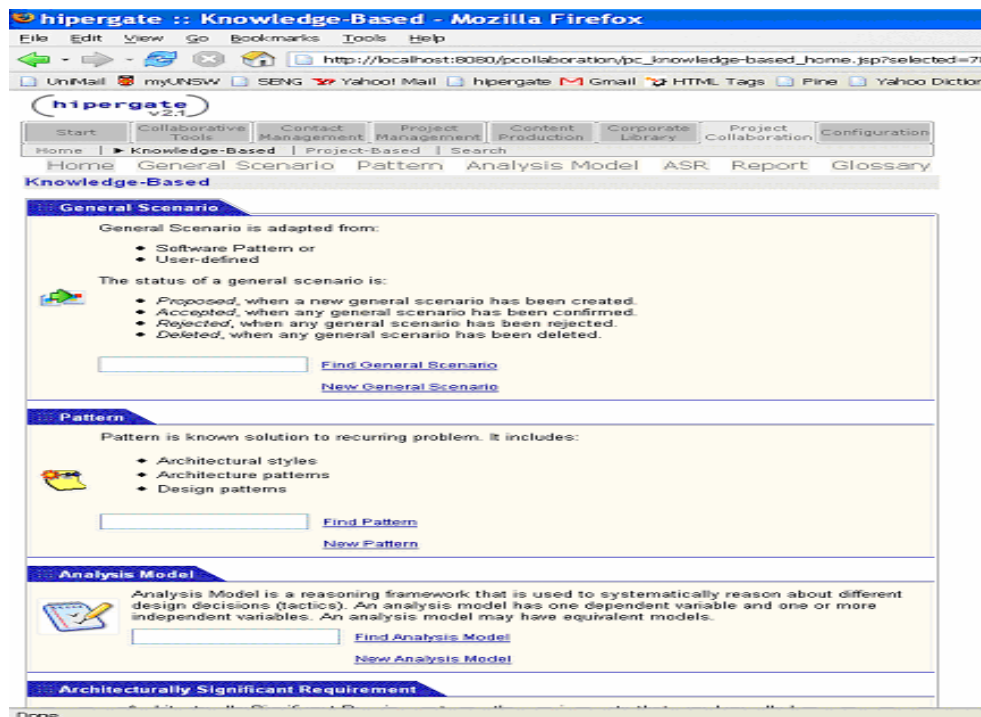 hipergate :: Knowledge-Based - Mozilla Firefox
File Edit View Go Bookmarks Tools Help
http://localhost:8080/pcollaboration/pc_knowledge-based_home.jsp?selected=7
UniMail myUNSW SENG Yahoo! Mail hipergate Gmail HTML Tags Pine Yahoo Diction
hipergate
v2.1
Start Collaborative Tools Contact Management Project Management Content Production Corporate Library Project Collaboration Configuration
Home | Knowledge-Based | Project-Based | Search
Home General Scenario Pattern Analysis Model ASR Report Glossary
Knowledge-Based
General Scenario
General Scenario is adapted from:
• Software Pattern or
• User-defined
The status of a general scenario is:
• Proposed, when a new general scenario has been created.
• Accepted, when any general scenario has been confirmed.
• Rejected, when any general scenario has been rejected.
• Deleted, when any general scenario has been deleted.
Find General Scenario
New General Scenario
Pattern
Pattern is known solution to recurring problem. It includes:
• Architectural styles
• Architecture patterns
• Design patterns
Find Pattern
New Pattern
Analysis Model
Analysis Model is a reasoning framework that is used to systematically reason about different
design decisions (tactics). An analysis model has one dependent variable and one or more
independent variables. An analysis model may have equivalent models.
Find Analysis Model
New Analysis Model
Architecturally Significant Requirement
Done